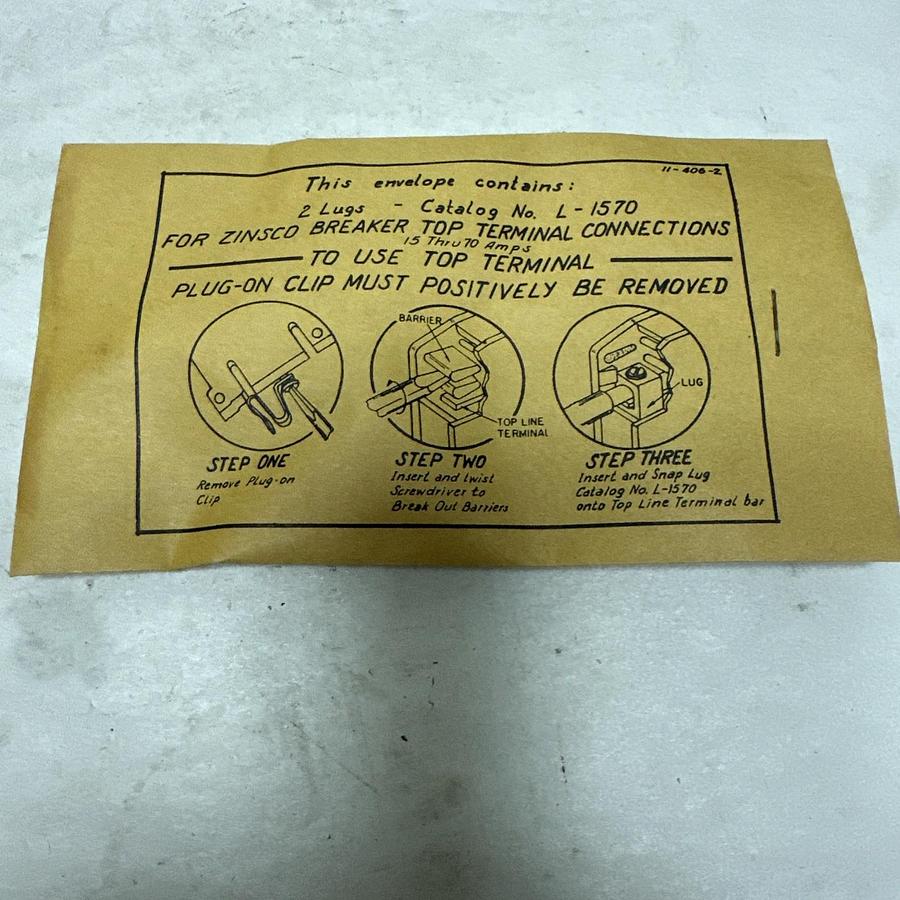 11-406-2
This envelope contains:
2 Lugs - Catalog No. L-1570
FOR ZINSCO BREAKER TOP TERMINAL CONNECTIONS
15 Thru 70 Amps
TO USE TOP TERMINAL
PLUG-ON CLIP MUST POSITIVELY BE REMOVED
BARRIER
TOP LINE
TERMINAL
LUG
STEP ONE
Remove Plug-on
Clip
STEP TWO
Insert and twist
Screwdriver to
Break Out Barriers
STEP THREE
Insert and Snap Lug
Catalog No. L-1570
onto Top Line Terminal bar